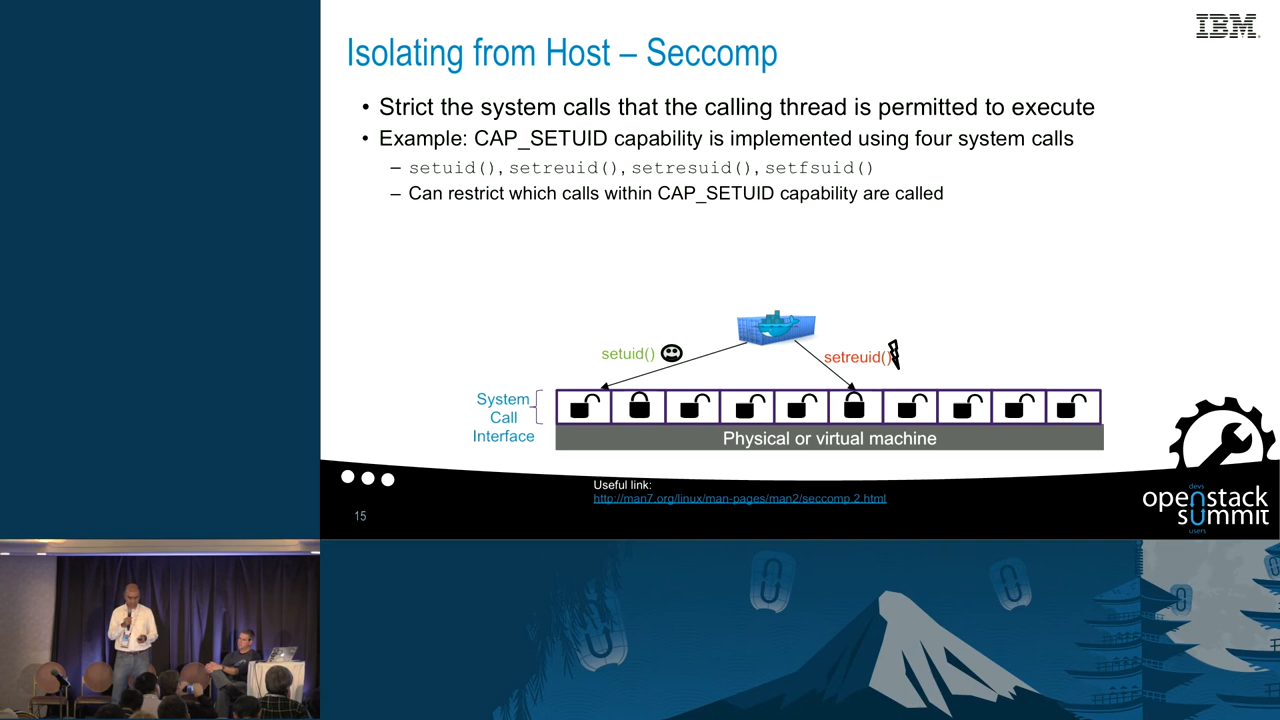 IBM
Isolating from Host – Seccomp
• Strict the system calls that the calling thread is permitted to execute
• Example: CAP_SETUID capability is implemented using four system calls
– setuid(), setreuid(), setresuid(), setfsuid()
– Can restrict which calls within CAP_SETUID capability are called
setuid()
setreuid()
System
Call
Interface
Physical or virtual machine
Useful link:
http://man7.org/linux/man-pages/man2/seccomp.2.html
15
devs
openstack
summit
users